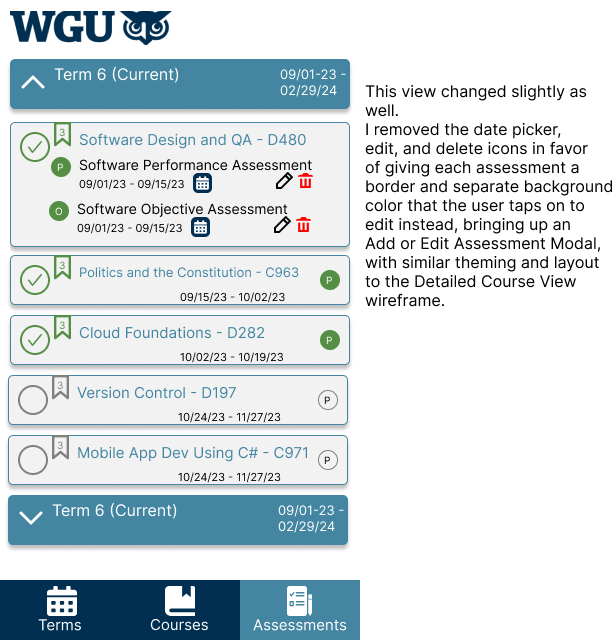 WGU
Term 6 (Current)
09/01-23 -
02/29/24
3
Software Design and QA - D480
P
Software Performance Assessment
09/01/23 - 09/15/23
O
Software Objective Assessment
09/01/23 - 09/15/23
3
Politics and the Constitution - C963
P
09/15/23 - 10/02/23
3
Cloud Foundations - D282
P
10/02/23 - 10/19/23
3
Version Control - D197
P
10/24/23 - 11/27/23
3
Mobile App Dev Using C# - C971
P
10/24/23 - 11/27/23
Term 6 (Current)
09/01-23 -
02/29/24
Terms
Courses
Assessments
This view changed slightly as
well.
I removed the date picker,
edit, and delete icons in favor
of giving each assessment a
border and separate background
color that the user taps on to
edit instead, bringing up an
Add or Edit Assessment Modal,
with similar theming and layout
to the Detailed Course View
wireframe.